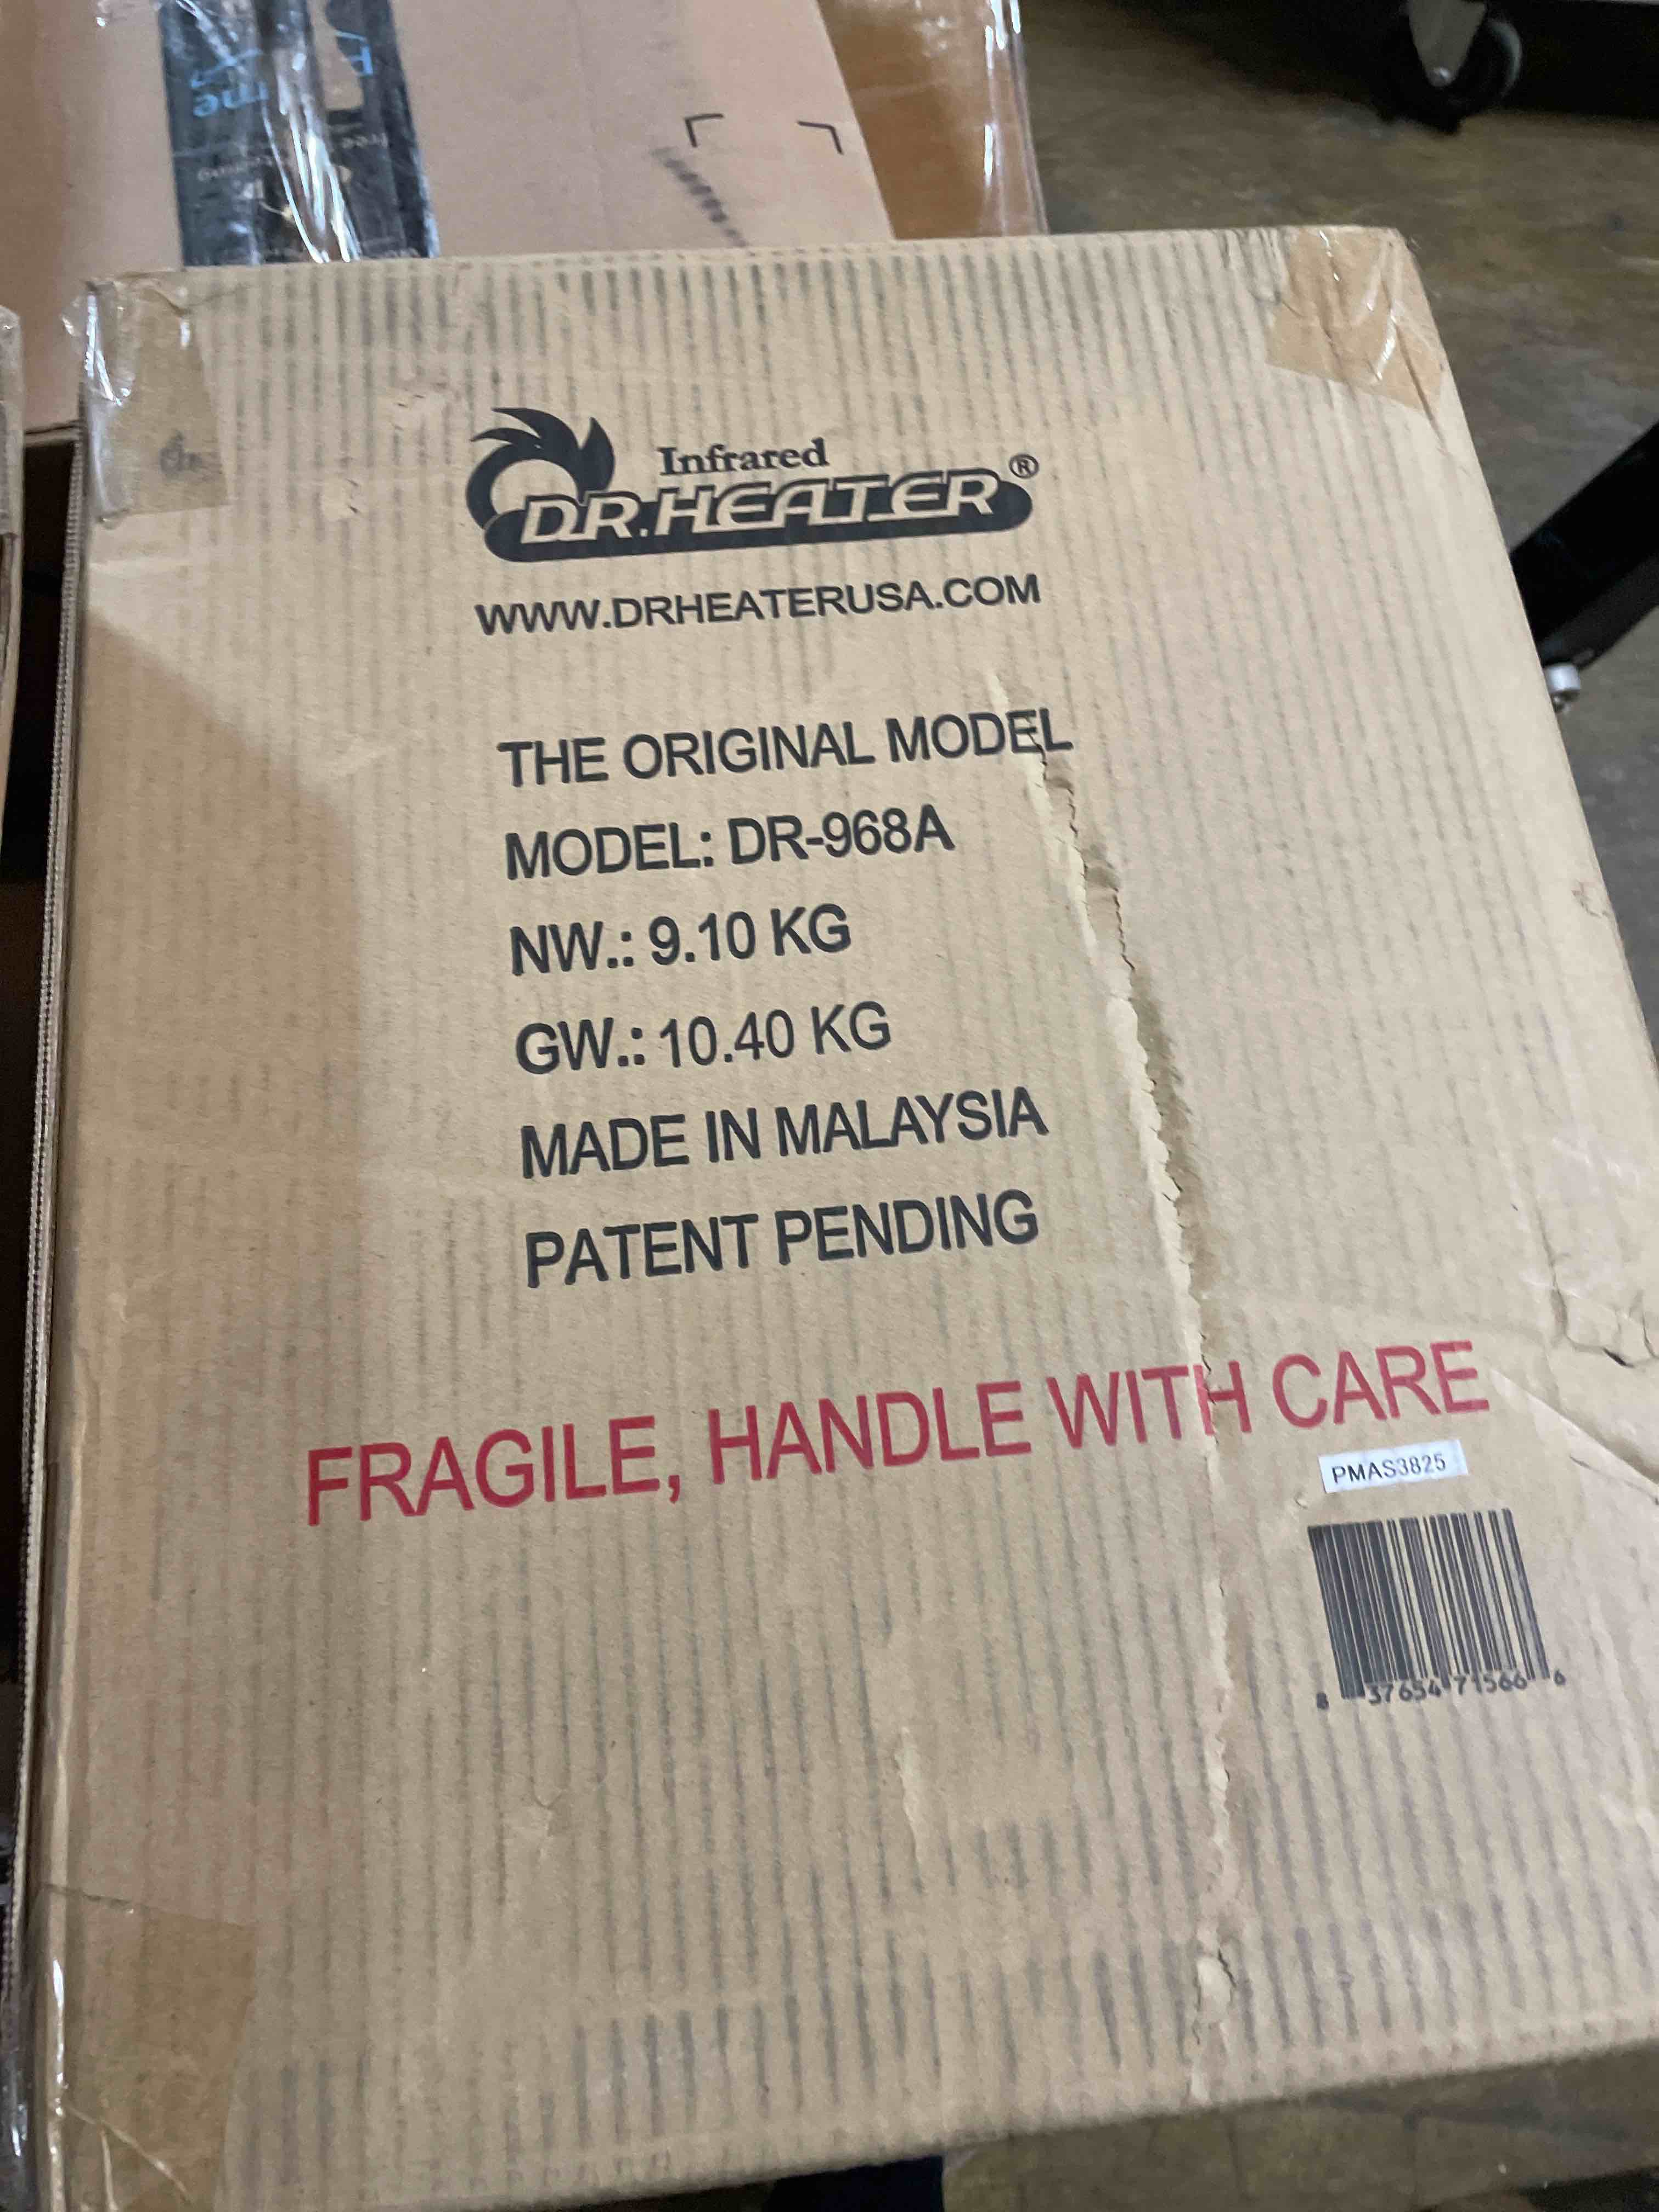 Infrared
DR.HEATER®
WWW.DRHEATERUSA.COM
THE ORIGINAL MODEL
MODEL: DR-968A
NW.: 9.10 KG
GW.: 10.40 KG
MADE IN MALAYSIA
PATENT PENDING
FRAGILE, HANDLE WITH CARE
PMAS3825
8 37654 71566 6